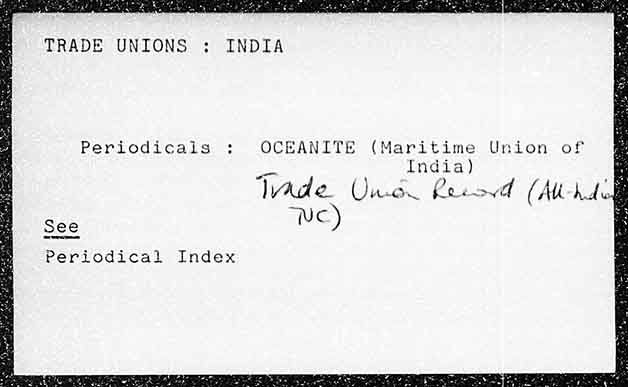 TRADE UNIONS : INDIA
Periodicals : OCEANITE (Maritime Union of
India)
Trade Union Record (All-India
TUC)
See
Periodical Index